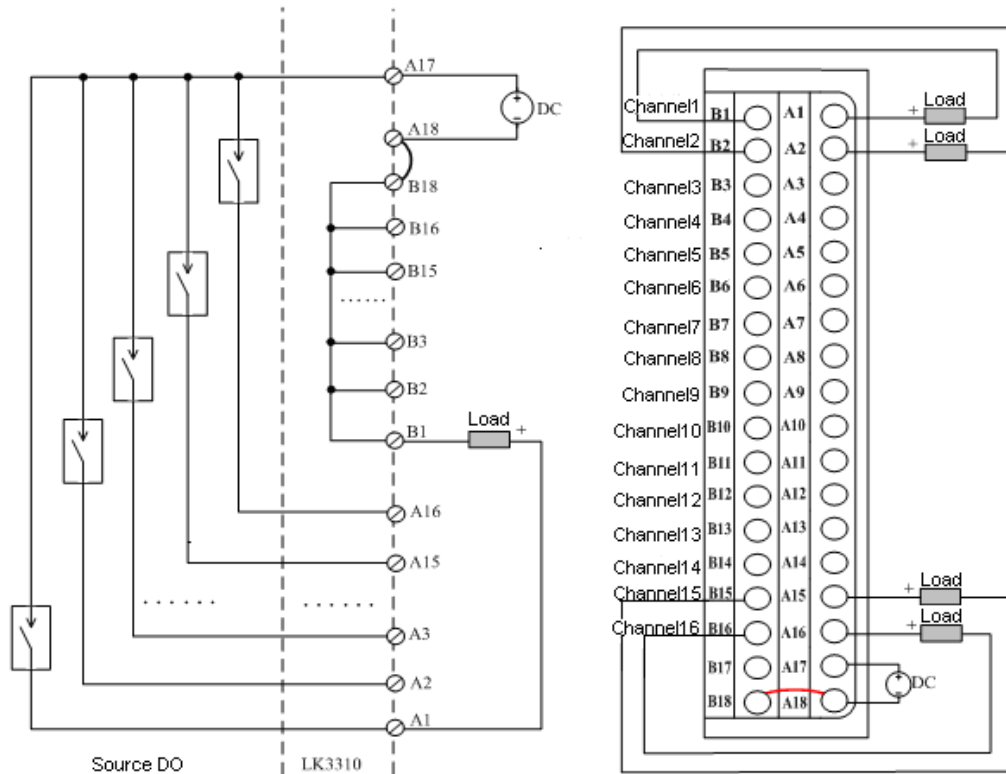 A17
+
-
DC
A18
B18
B16
B15
......
B3
B2
B1
Load +
A16
A15
...... ......
A3
A2
A1
Source DO LK3310
Channel1 B1 A1 + Load
Channel2 B2 A2 + Load
Channel3 B3 A3
Channel4 B4 A4
Channel5 B5 A5
Channel6 B6 A6
Channel7 B7 A7
Channel8 B8 A8
Channel9 B9 A9
Channel10 B10 A10
Channel11 B11 A11
Channel12 B12 A12
Channel13 B13 A13
Channel14 B14 A14
Channel15 B15 A15 + Load
Channel16 B16 A16 + Load
B17 A17
+
-
DC
B18 A18